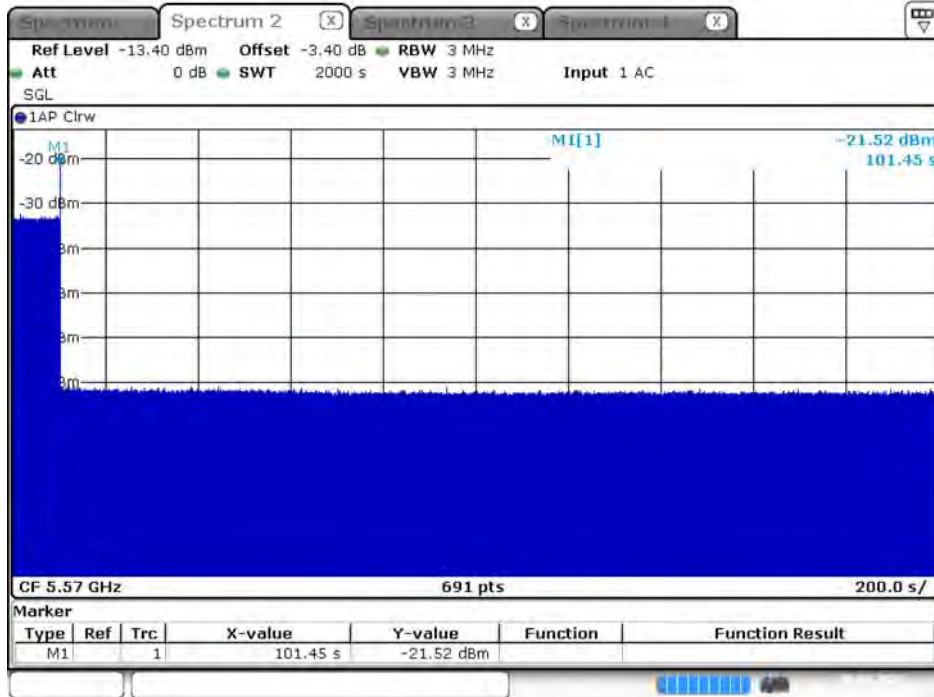 Spectrum 2 X X X
Ref Level -13.40 dBm Offset -3.40 dB RBW 3 MHz
Att 0 dB SWT 2000 s VBW 3 MHz Input 1 AC
SGL
1AP Clrw
M1 M1[1] -21.52 dBm
-20 dBm 101.45 s
-30 dBm
CF 5.57 GHz 691 pts 200.0 s/
Marker
Type Ref Trc X-value Y-value Function Function Result
M1 1 101.45 s -21.52 dBm